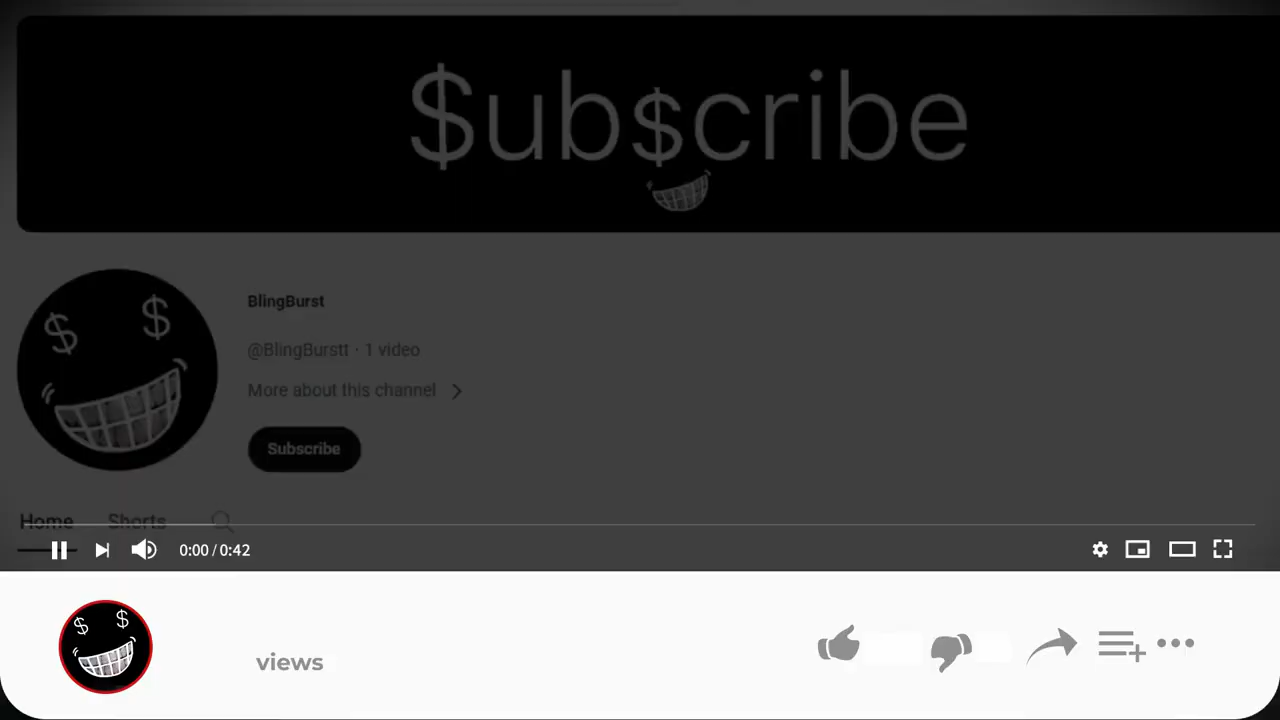 $ub$cribe
BlingBurst
@BlingBurstt · 1 video
More about this channel
Subscribe
Home Shorts
0:00 / 0:42
views